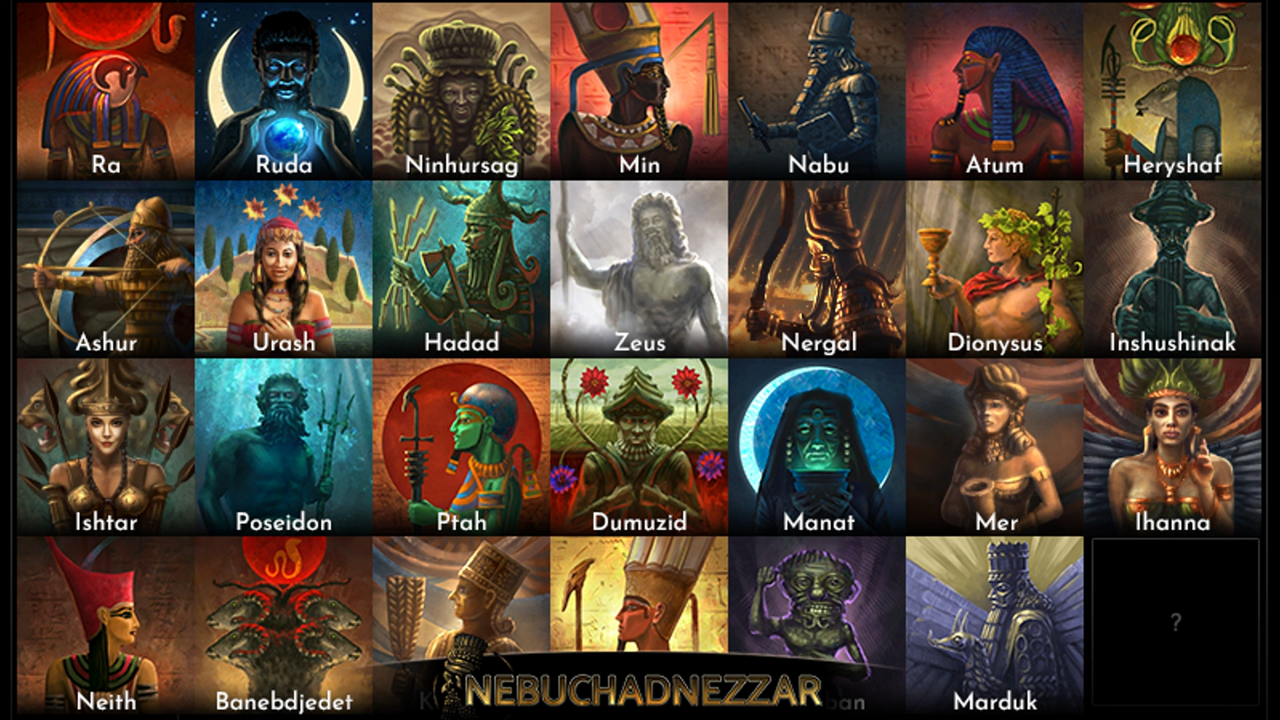 Ra
Ruda
Ninhursag
Min
Nabu
Atum
Heryshaf
Ashur
Urash
Hadad
Zeus
Nergal
Dionysus
Inshushinak
Ishtar
Poseidon
Ptah
Dumuzid
Manat
Mer
Ihanna
?
Neith
Banebdjedet
NEBUCHADNEZZAR
Marduk